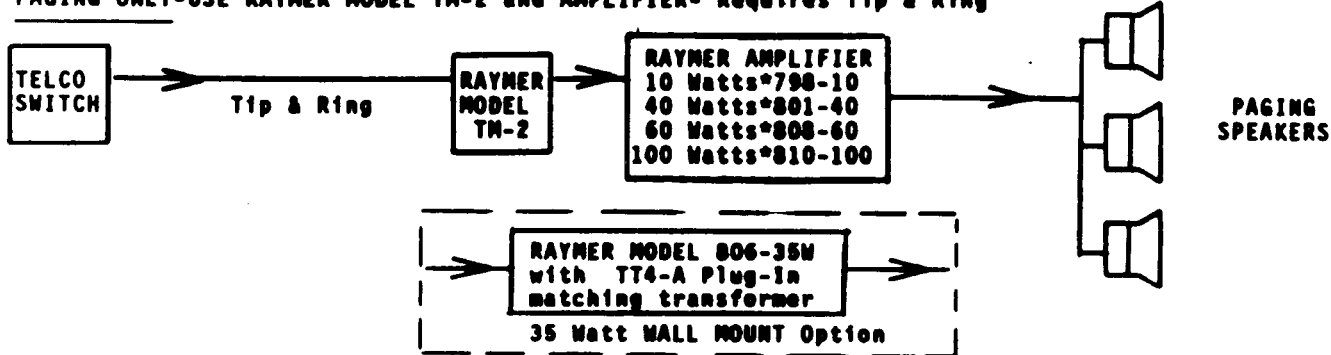 PAGING ONLY-USE RAYMER MODEL TM-2 and AMPLIFIER- Requires Tip & Ring
TELCO
SWITCH
Tip & Ring
RAYMER
MODEL
TM-2
RAYMER AMPLIFIER
10 Watts*798-10
40 Watts*801-40
60 Watts*808-60
100 Watts*810-100
PAGING
SPEAKERS
RAYMER MODEL 806-35W
with TT4-A Plug-In
matching transformer
35 Watt WALL MOUNT Option